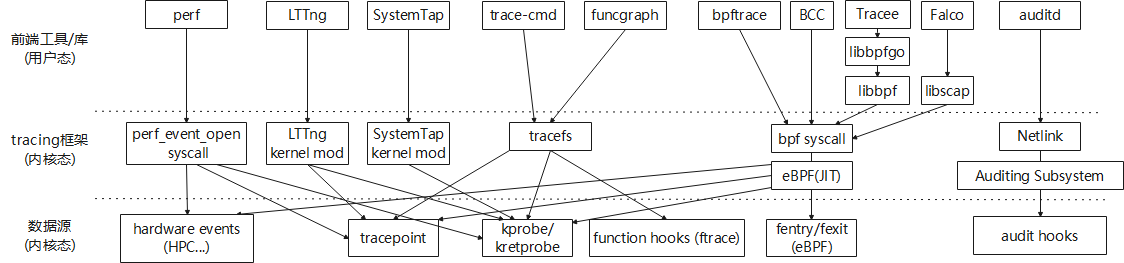 前端工具/库
(用户态)
perf
LTTng
SystemTap
trace-cmd
funcgraph
bpftrace
BCC
Tracee
Falco
auditd
libbpfgo
libbpf
libscap
tracing框架
(内核态)
perf_event_open
syscall
LTTng
kernel mod
SystemTap
kernel mod
tracefs
bpf syscall
Netlink
eBPF(JIT)
Auditing Subsystem
数据源
(内核态)
hardware events
(HPC...)
tracepoint
kprobe/
kretprobe
function hooks (ftrace)
fentry/fexit
(eBPF)
audit hooks